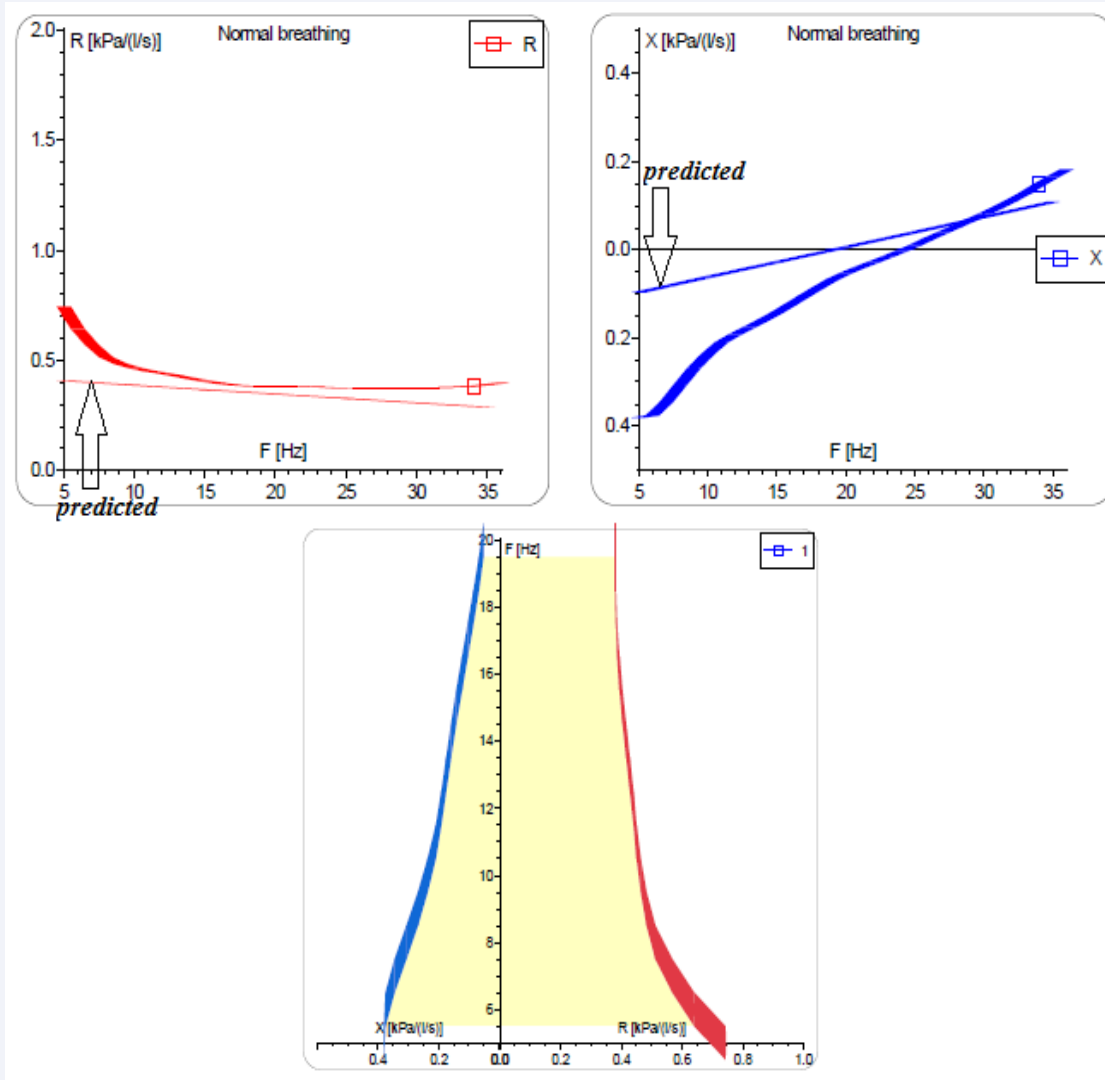 Normal breathing
R [kPa/(l/s)]
R
2.0
1.5
1.0
0.5
0.0
F [Hz]
5 10 15 20 25 30 35
predicted
Normal breathing
X [kPa/(l/s)]
0.4
0.2
predicted
0.0
X
0.2
0.4
F [Hz]
5 10 15 20 25 30 35
20 F [Hz]
1
18
16
14
12
10
8
6
X [kPa/(l/s)] R [kPa/(l/s)]
0.4 0.2 0.0 0.2 0.4 0.6 0.8 1.0